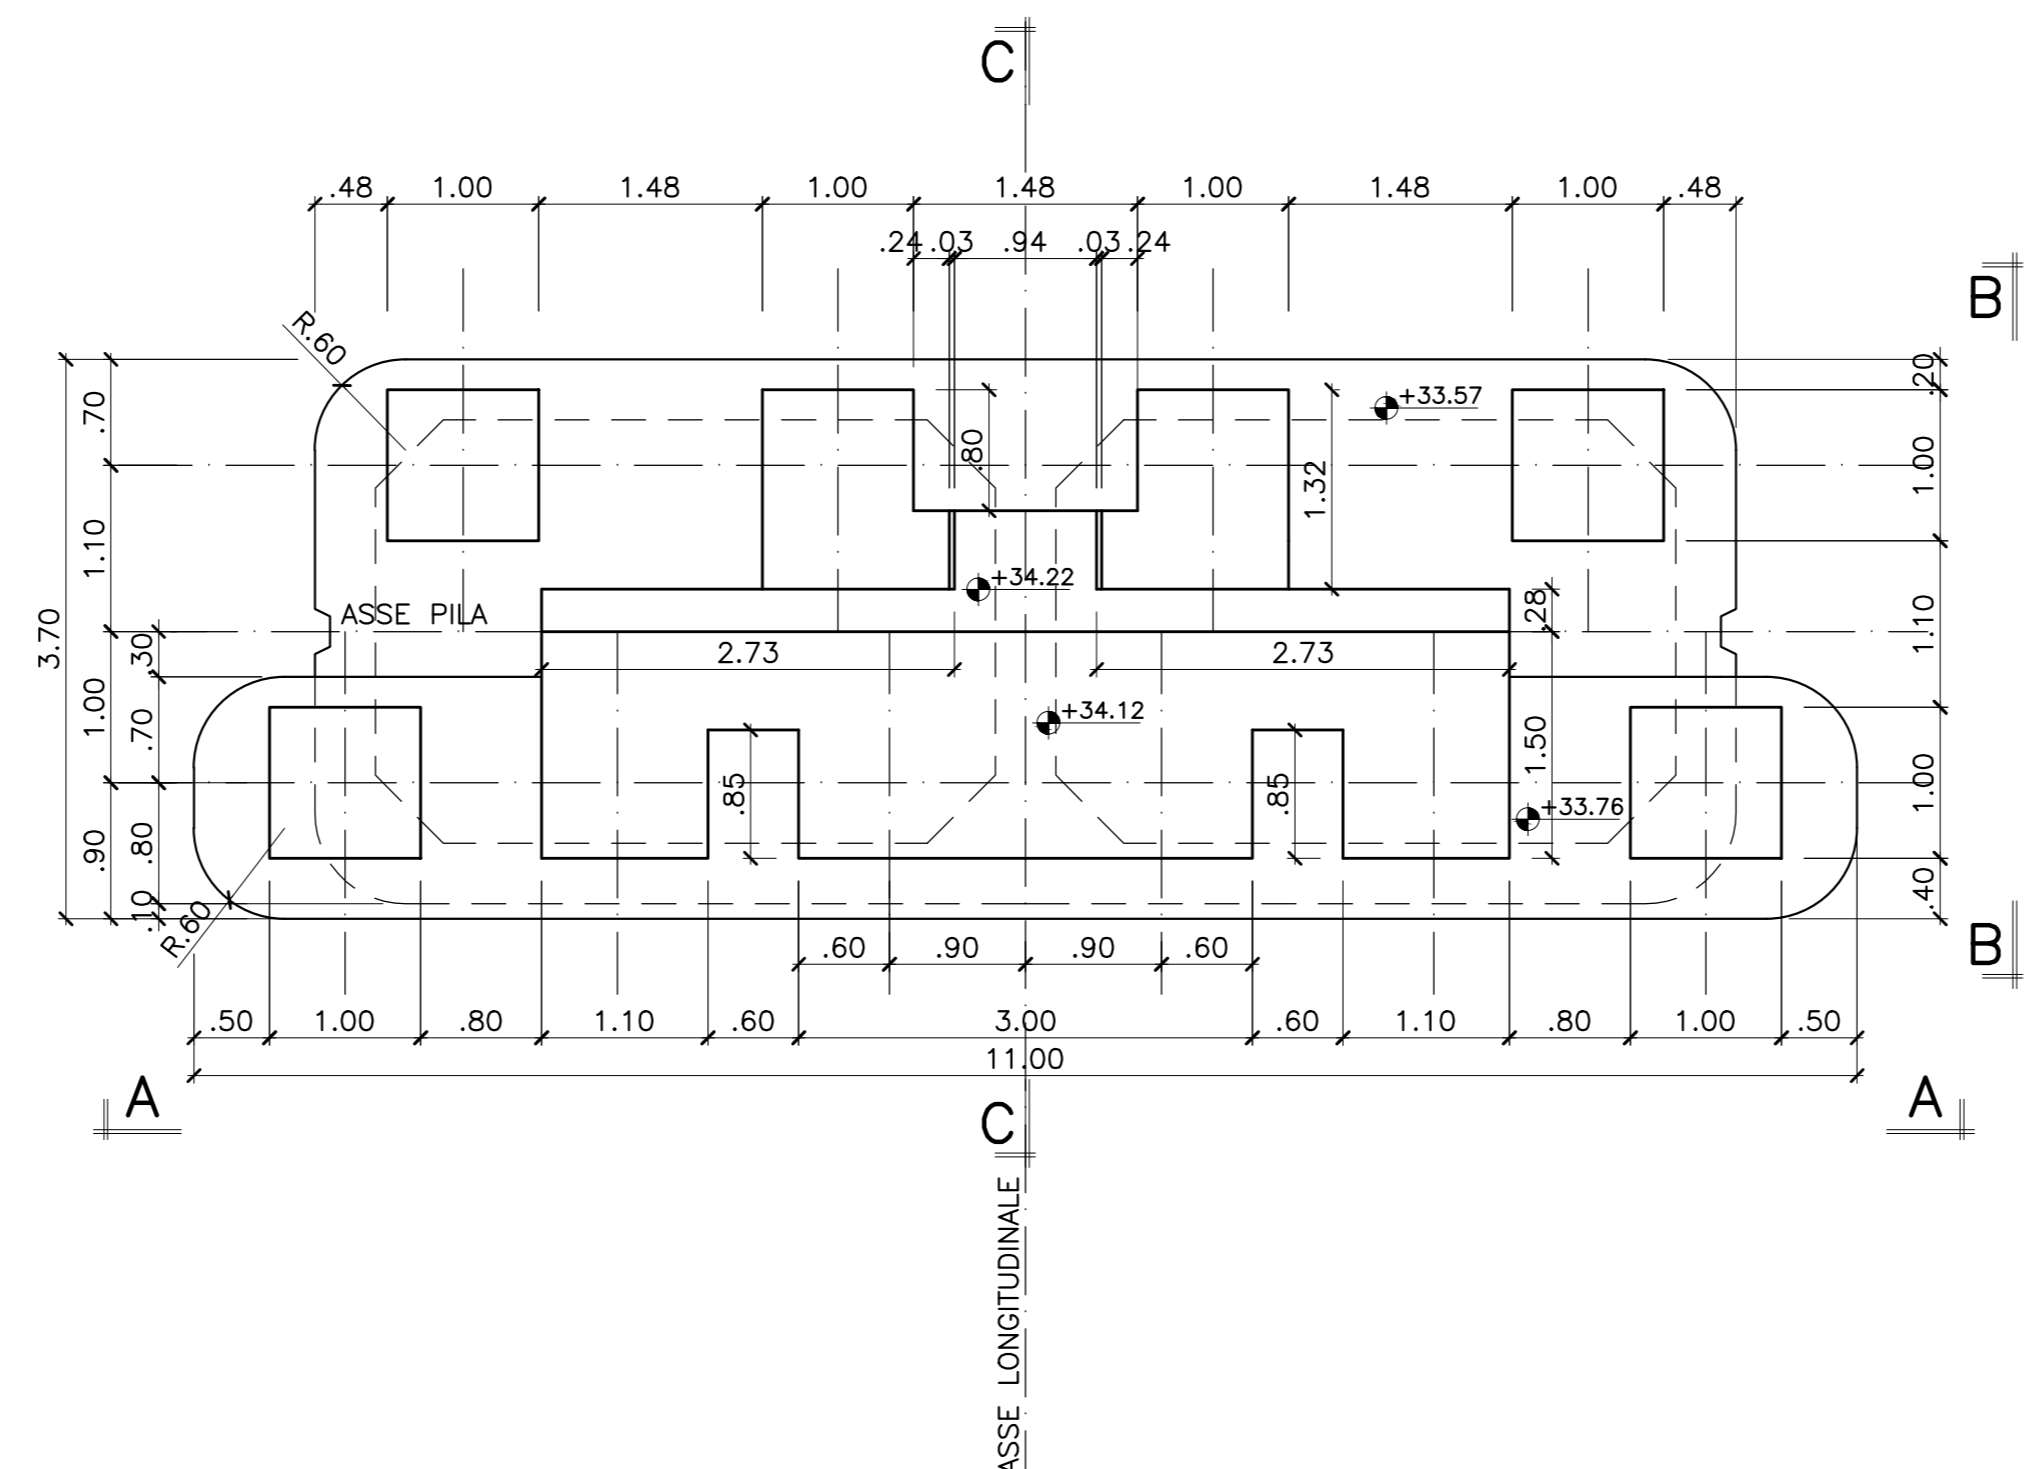 C
.48 1.00 1.48 1.00 1.48 1.00 1.48 1.00 .48
.24 .03 .94 .03 .24
B
R.60
.20
+33.57
.70
.80
1.32
1.00
1.10
+34.22
ASSE PILA
.28
1.10
3.70
.30
2.73 2.73
1.00
.70
+34.12
1.50
.85 .85
1.00
+33.76
.90
.80
.10
.40
R.60
B
.60 .90 .90 .60
.50 1.00 .80 1.10 .60 3.00 .60 1.10 .80 1.00 .50
11.00
A A
C
ASSE LONGITUDINALE